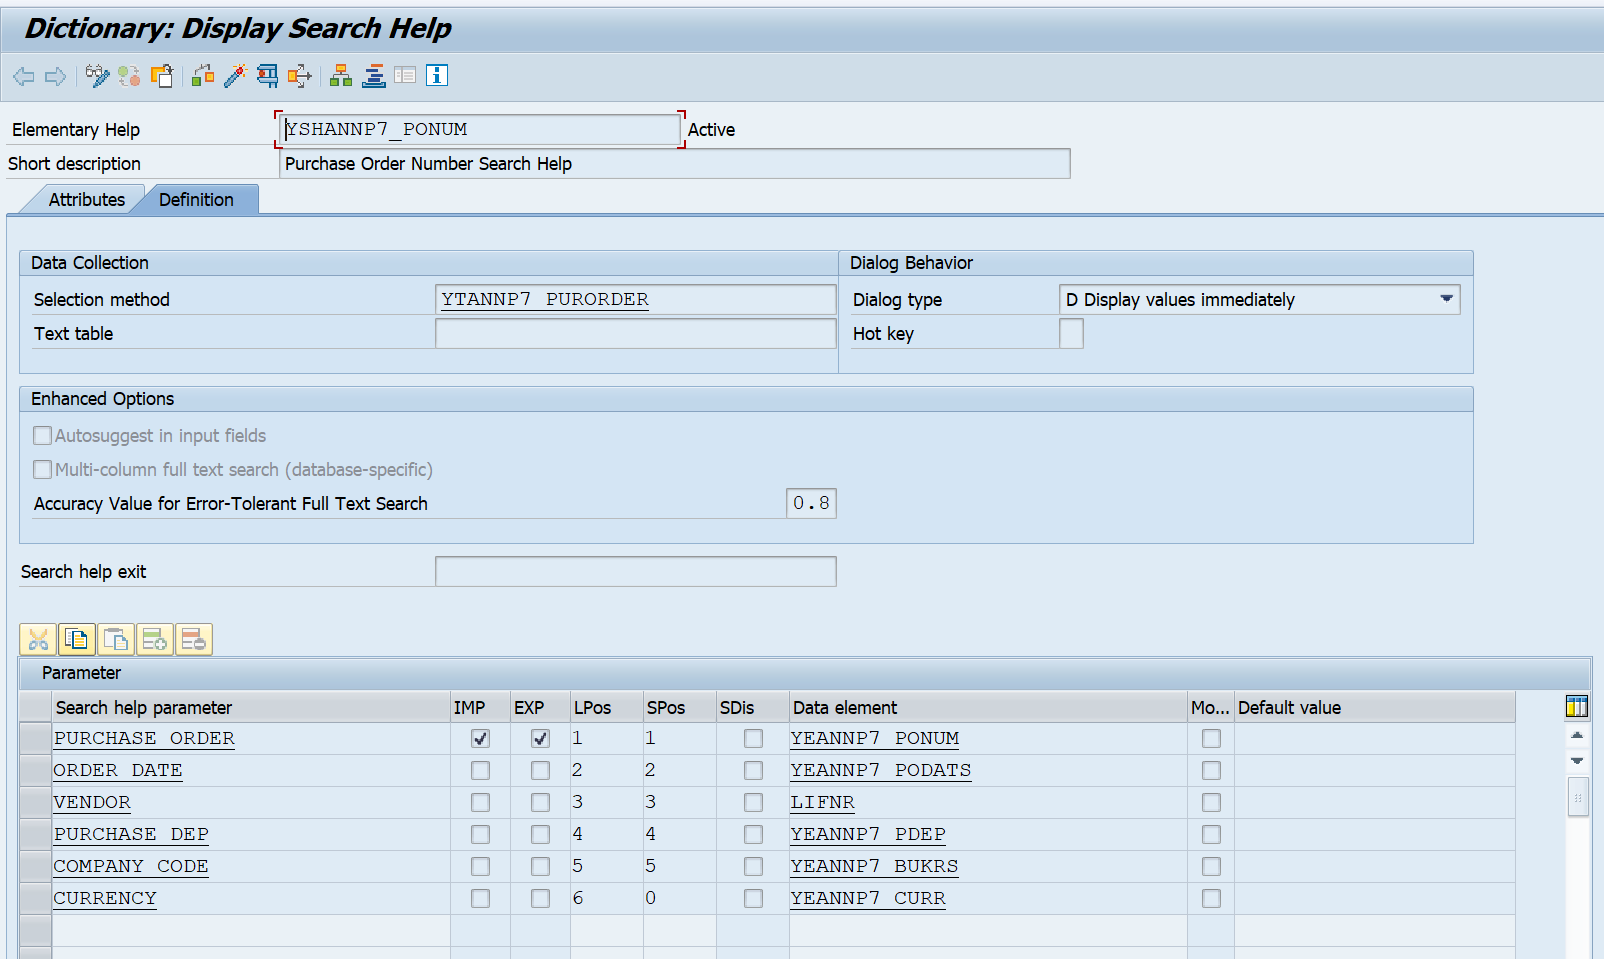 Dictionary: Display Search Help
Elementary Help YSHANNP7_PONUM Active
Short description Purchase Order Number Search Help
Attributes Definition
Data Collection Dialog Behavior
Selection method YTANNP7_PURORDER Dialog type D Display values immediately
Text table Hot key
Enhanced Options
Autosuggest in input fields
Multi-column full text search (database-specific)
Accuracy Value for Error-Tolerant Full Text Search 0.8
Search help exit
Parameter
Search help parameter IMP EXP LPos SPos SDis Data element Mo... Default value
PURCHASE_ORDER 1 1 YEANNP7_PONUM
ORDER_DATE 2 2 YEANNP7_PODATS
VENDOR 3 3 LIFNR
PURCHASE_DEP 4 4 YEANNP7_PDEP
COMPANY_CODE 5 5 YEANNP7_BUKRS
CURRENCY 6 0 YEANNP7_CURR